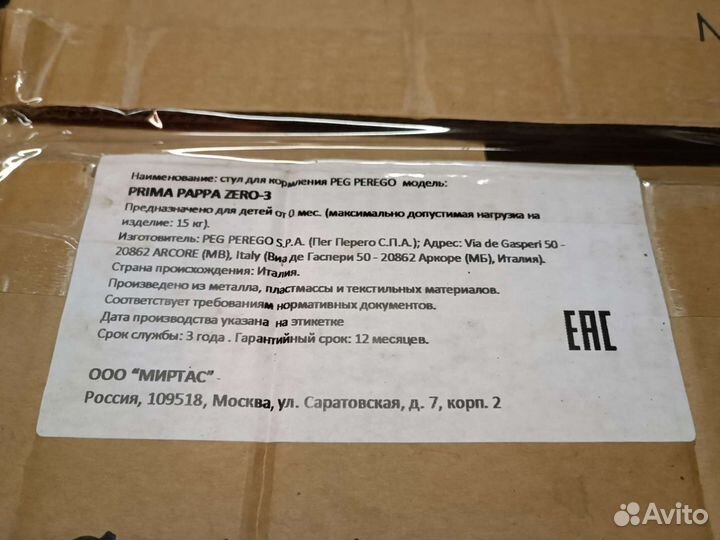 N
Наименование: стул для кормления PEG PEREGO модель:
PRIMA PAPPA ZERO-3
Предназначено для детей от 0 мес. (максимально допустимая нагрузка на
изделие: 15 кг).
Изготовитель: PEG PEREGO S.P.A. (Пег Перего С.П.А.); Адрес: Via de Gasperi 50 -
20862 ARCORE (MB), Italy (Виа де Гаспери 50 - 20862 Аркоре (МБ), Италия).
Страна происхождения: Италия.
Произведено из металла, пластмассы и текстильных материалов.
Соответствует требованиям нормативных документов.
Дата производства указана на этикетке
Срок службы: 3 года . Гарантийный срок: 12 месяцев.
EAC
ООО "МИРТАС" -
Россия, 109518, Москва, ул. Саратовская, д. 7, корп. 2
Avito